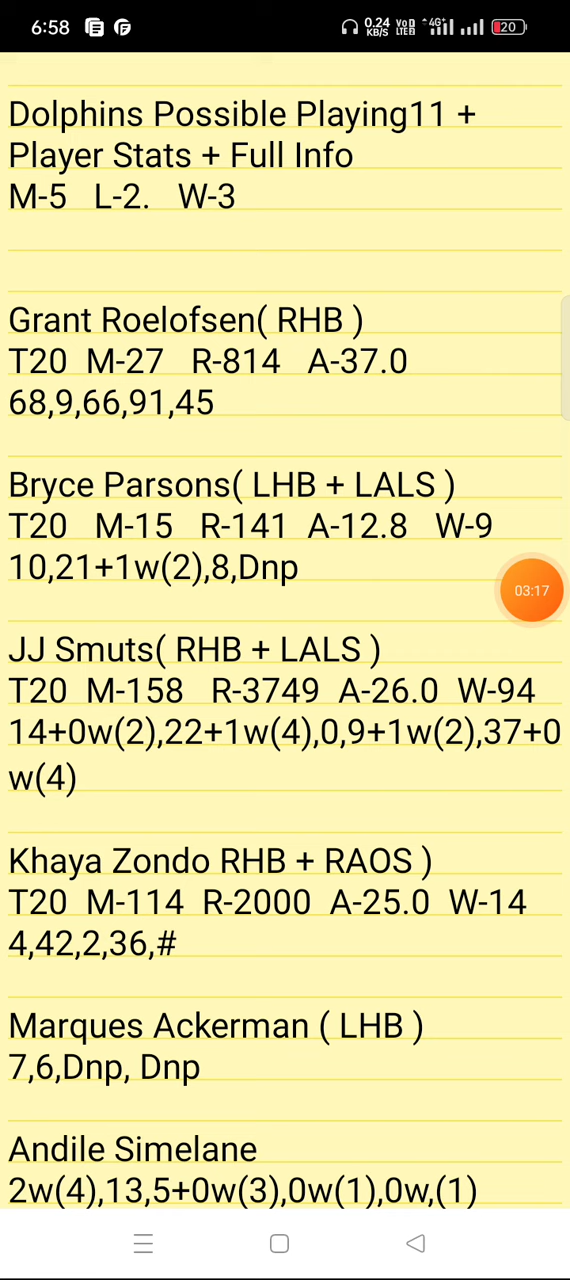 6:58
0.24 KB/S
Vo LTE 2
4G+
20
Dolphins Possible Playing11 +
Player Stats + Full Info
M-5 L-2. W-3
Grant Roelofsen( RHB )
T20 M-27 R-814 A-37.0
68,9,66,91,45
Bryce Parsons( LHB + LALS )
T20 M-15 R-141 A-12.8 W-9
10,21+1w(2),8,Dnp
03:17
JJ Smuts( RHB + LALS )
T20 M-158 R-3749 A-26.0 W-94
14+0w(2),22+1w(4),0,9+1w(2),37+0
w(4)
Khaya Zondo RHB + RAOS )
T20 M-114 R-2000 A-25.0 W-14
4,42,2,36,#
Marques Ackerman ( LHB )
7,6,Dnp, Dnp
Andile Simelane
2w(4),13,5+0w(3),0w(1),0w,(1)